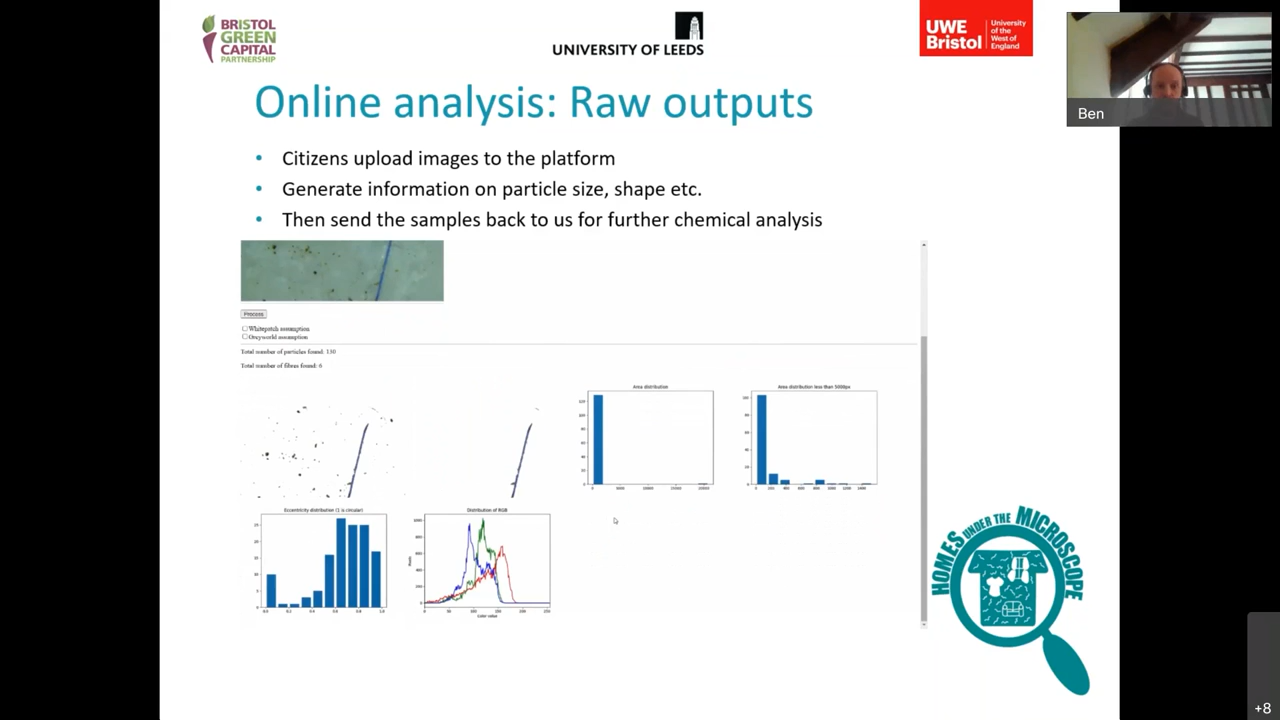 BRISTOL
GREEN
CAPITAL
PARTNERSHIP
UNIVERSITY OF LEEDS
UWE
Bristol
University
of the
West of
England
Ben
Online analysis: Raw outputs
• Citizens upload images to the platform
• Generate information on particle size, shape etc.
• Then send the samples back to us for further chemical analysis
Process
Whitepatch assumption
Greyworld assumption
Total number of particles found: 130
Total number of fibres found: 6
Area distribution
Area distribution less than 5000px
Eccentricity distribution (1 is circular)
Distribution of RGB
Pixels
Color value
HOMES UNDER THE MICROSCOPE
+8